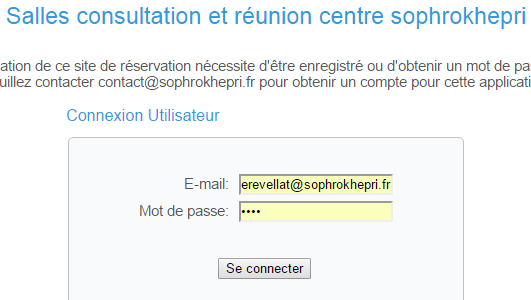 Salles consultation et réunion centre sophrokhepri
ation de ce site de réservation nécessite d'être enregistré ou d'obtenir un mot de pa
uillez contacter contact@sophrokhepri.fr pour obtenir un compte pour cette applicati
Connexion Utilisateur
E-mail: erevellat@sophrokhepri.fr
Mot de passe: ••••
Se connecter